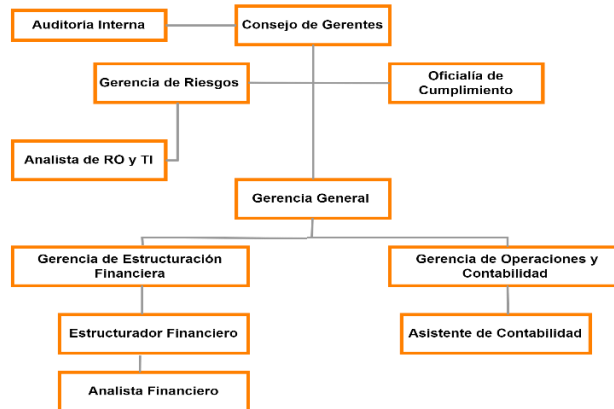 Auditoria Interna
Consejo de Gerentes
Gerencia de Riesgos
Oficialía de
Cumplimiento
Analista de RO y TI
Gerencia General
Gerencia de Estructuración
Financiera
Gerencia de Operaciones y
Contabilidad
Estructurador Financiero
Asistente de Contabilidad
Analista Financiero